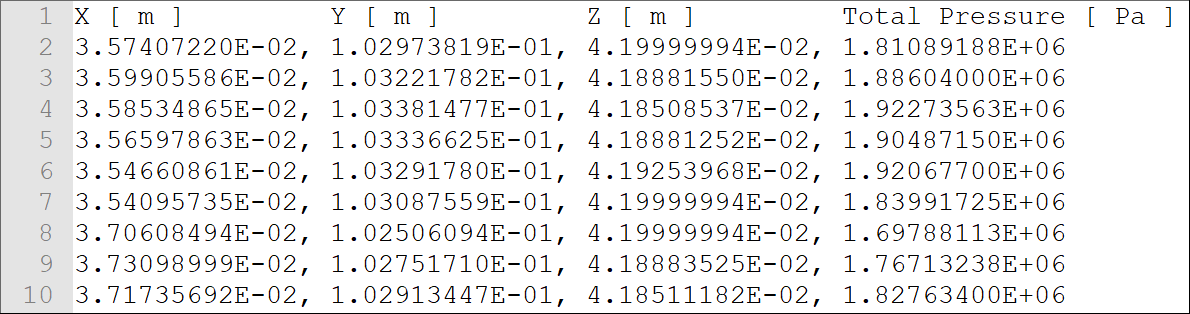 1 X [ m ] Y [ m ] Z [ m ] Total Pressure [ Pa ]
2 3.57407220E-02, 1.02973819E-01, 4.19999994E-02, 1.81089188E+06
3 3.59905586E-02, 1.03221782E-01, 4.18881550E-02, 1.88604000E+06
4 3.58534865E-02, 1.03381477E-01, 4.18508537E-02, 1.92273563E+06
5 3.56597863E-02, 1.03336625E-01, 4.18881252E-02, 1.90487150E+06
6 3.54660861E-02, 1.03291780E-01, 4.19253968E-02, 1.92067700E+06
7 3.54095735E-02, 1.03087559E-01, 4.19999994E-02, 1.83991725E+06
8 3.70608494E-02, 1.02506094E-01, 4.19999994E-02, 1.69788113E+06
9 3.73098999E-02, 1.02751710E-01, 4.18883525E-02, 1.76713238E+06
10 3.71735692E-02, 1.02913447E-01, 4.18511182E-02, 1.82763400E+06